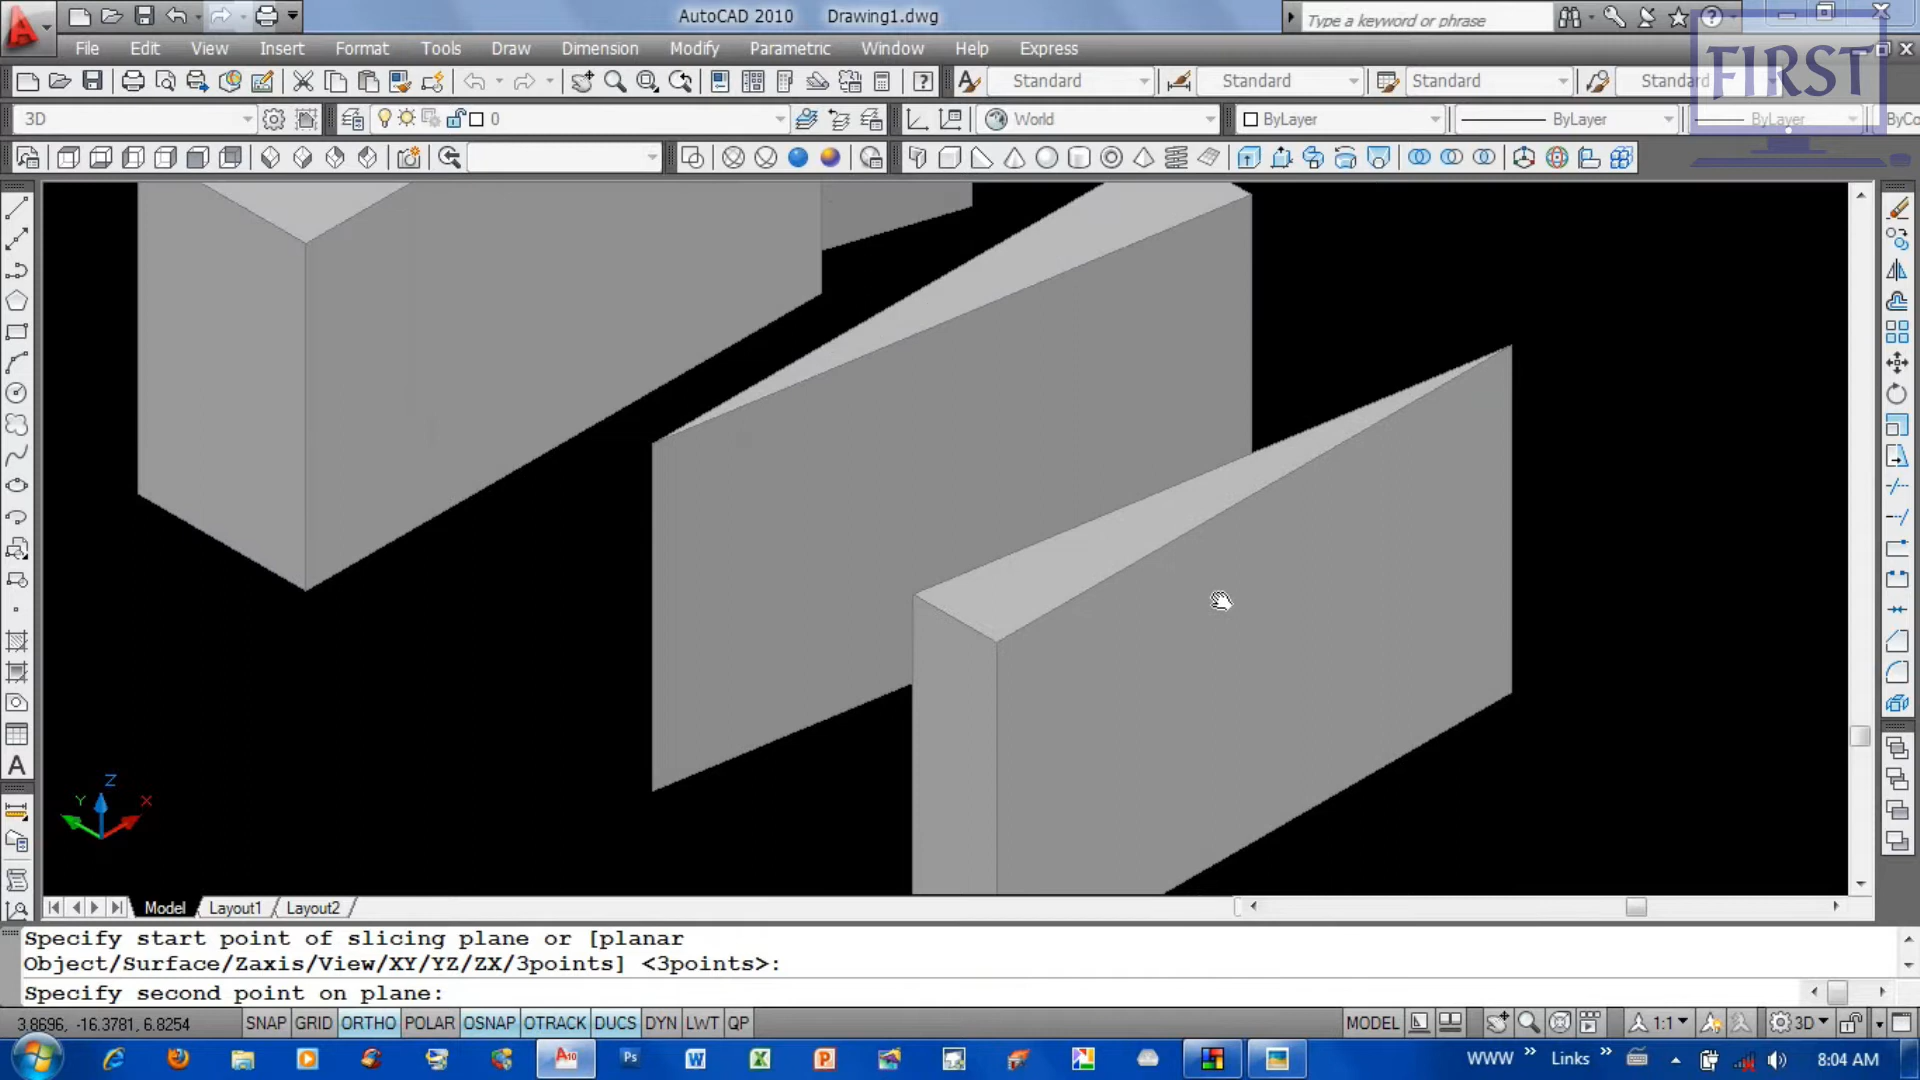 AutoCAD 2010 Drawing1.dwg
Type a keyword or phrase
FIRST
File Edit View Insert Format Tools Draw Dimension Modify Parametric Window Help Express
Standard Standard Standard Standard
3D 0 World ByLayer ByLayer ByLayer ByCo
Z
Y X
Model Layout1 Layout2
Specify start point of slicing plane or [planar
Object/Surface/Zaxis/View/XY/YZ/ZX/3points] <3points>:
Specify second point on plane:
3.8696, -16.3781, 6.8254 SNAP GRID ORTHO POLAR OSNAP OTRACK DUCS DYN LWT QP MODEL 1:1 3D
WWW » Links » 8:04 AM